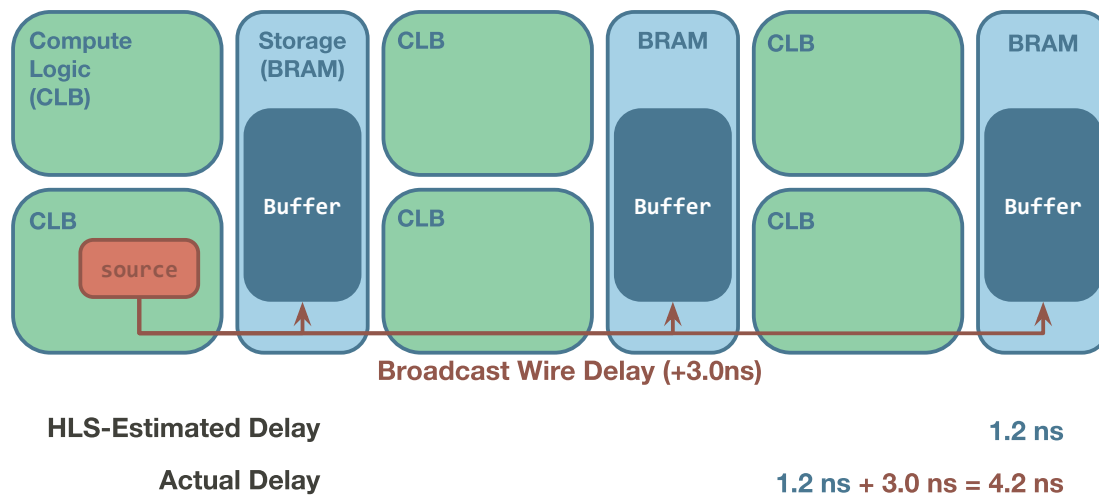 Compute
Logic
(CLB)
Storage
(BRAM)
CLB
BRAM
CLB
BRAM
Buffer
Buffer
Buffer
CLB
source
CLB
CLB
Broadcast Wire Delay (+3.0ns)
HLS-Estimated Delay 1.2 ns
Actual Delay 1.2 ns + 3.0 ns = 4.2 ns